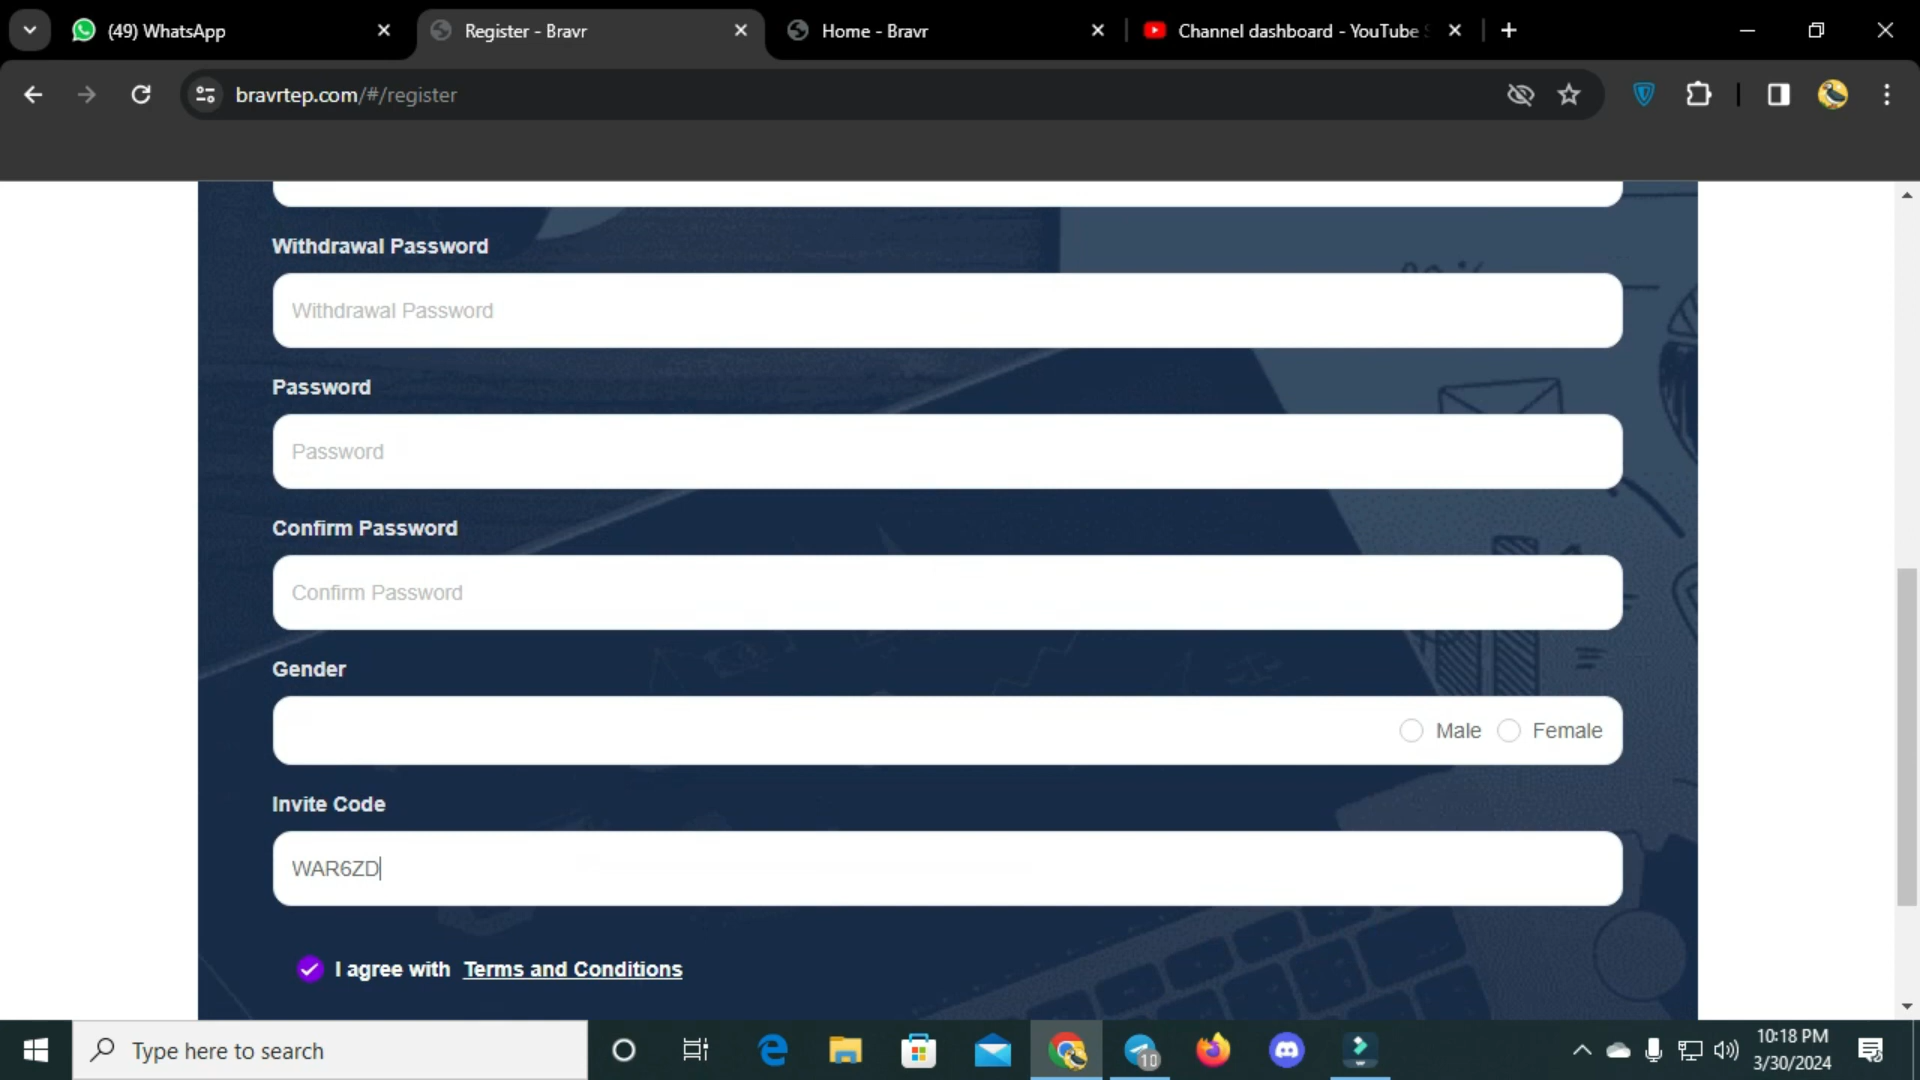 (49) WhatsApp
Register - Bravr
Home - Bravr
Channel dashboard - YouTube
bravrtep.com/#/register
Withdrawal Password
Withdrawal Password
Password
Password
Confirm Password
Confirm Password
Gender
Male Female
Invite Code
WAR6ZD
I agree with Terms and Conditions
Type here to search
10
10:18 PM
3/30/2024